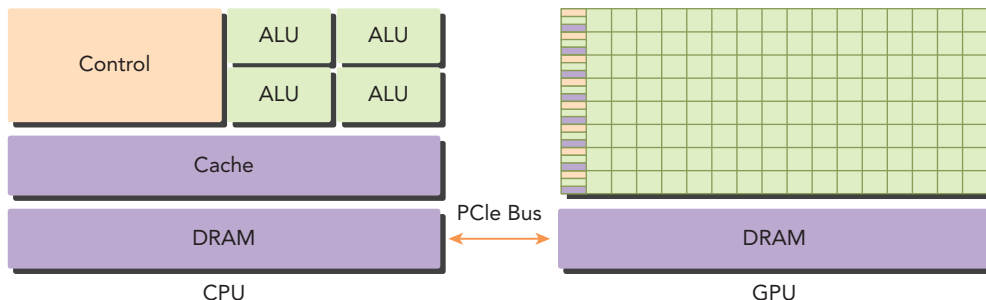 Control
ALU
ALU
ALU
ALU
Cache
DRAM
CPU
PCIe Bus
DRAM
GPU